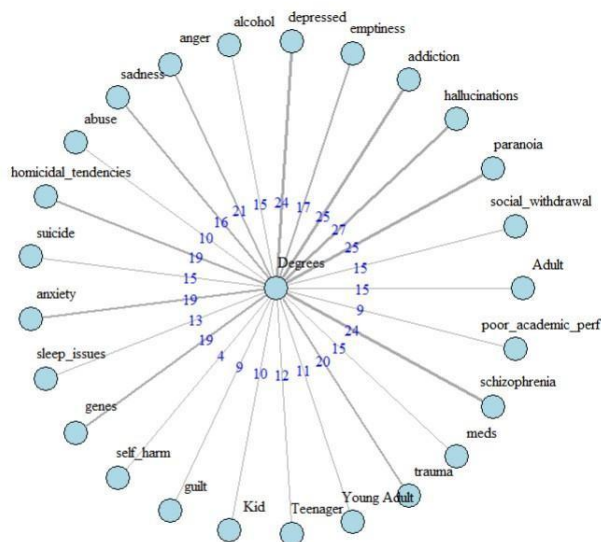 alcohol
depressed
anger
emptiness
sadness
addiction
abuse
hallucinations
homicidal_tendencies
paranoia
suicide
social_withdrawal
anxiety
Adult
sleep_issues
poor_academic_perf
genes
schizophrenia
self_harm
meds
guilt
trauma
Kid
Teenager
Young Adult
Degrees
15
24
17
21
25
16
27
10
25
19
15
15
15
19
9
13
24
19
15
4
20
9
11
10
12